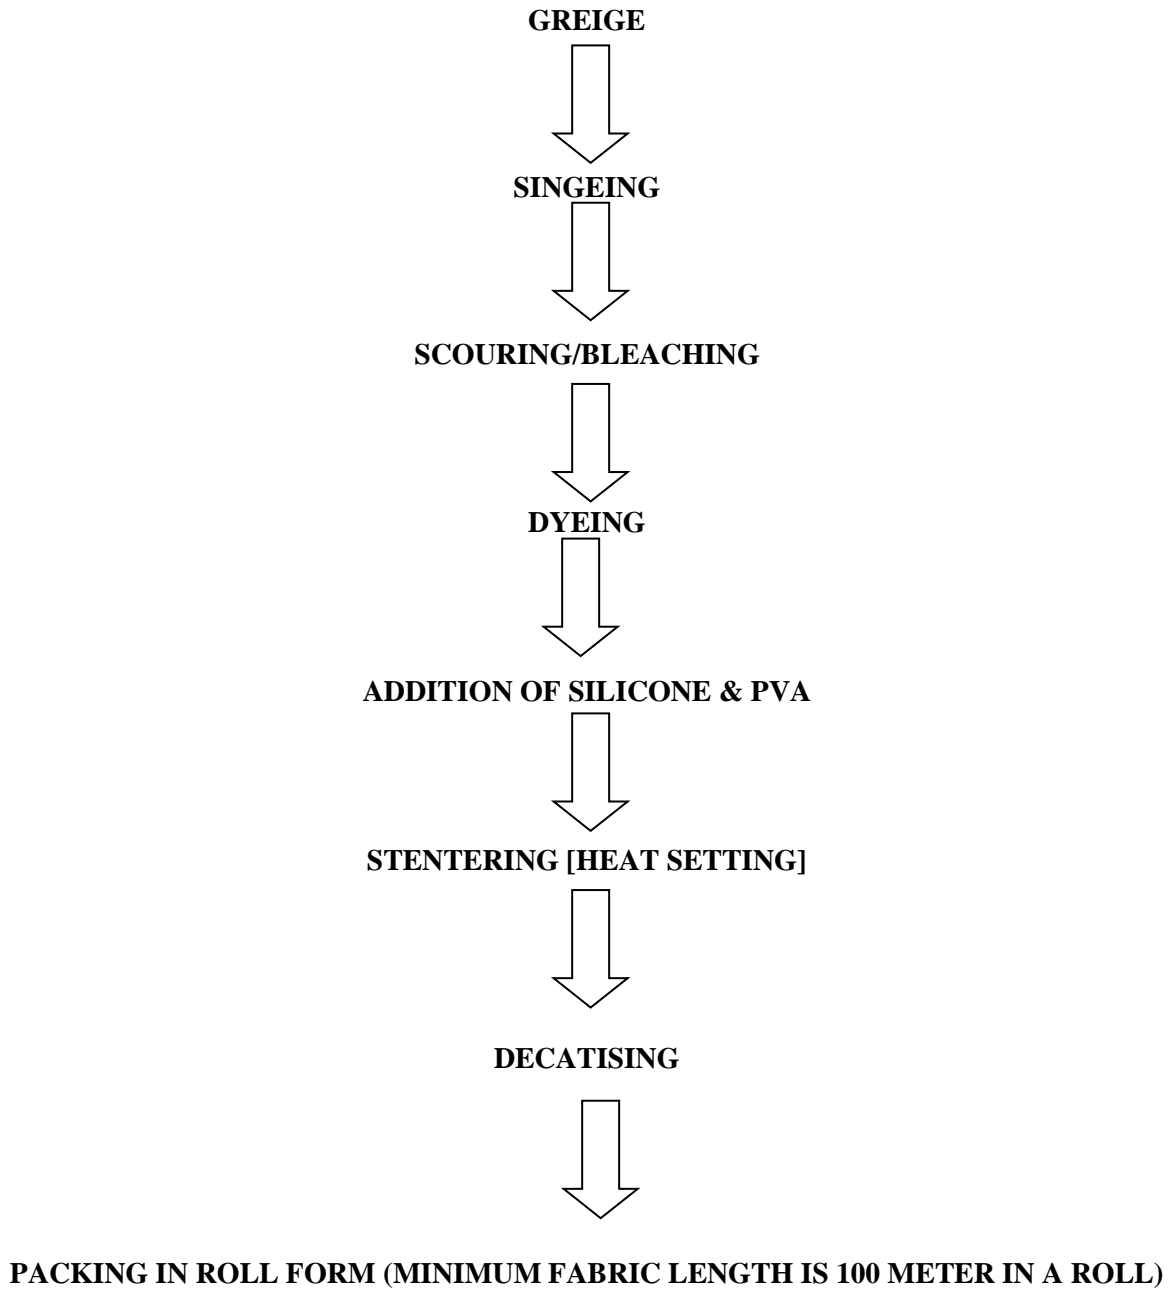 GREIGE
SINGEING
SCOURING/BLEACHING
DYEING
ADDITION OF SILICONE & PVA
STENTERING [HEAT SETTING]
DECATISING
PACKING IN ROLL FORM (MINIMUM FABRIC LENGTH IS 100 METER IN A ROLL)